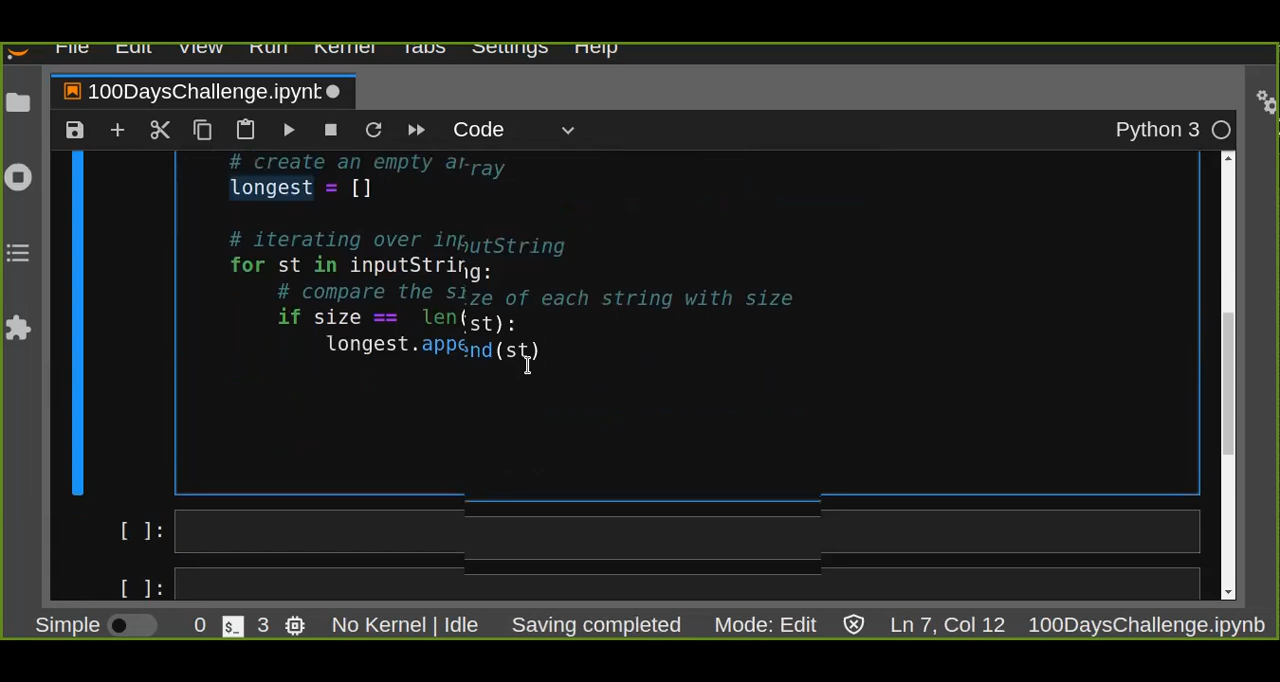 File Edit View Run Kernel Tabs Settings Help
100DaysChallenge.ipynb
Code
Python 3
# create an empty array
longest = []
# iterating over inputString
for st in inputString:
# compare the size of each string with size
if size == len(st):
longest.append(st)
[ ]:
[ ]:
Simple 0 $_ 3 No Kernel | Idle Saving completed Mode: Edit Ln 7, Col 12 100DaysChallenge.ipynb